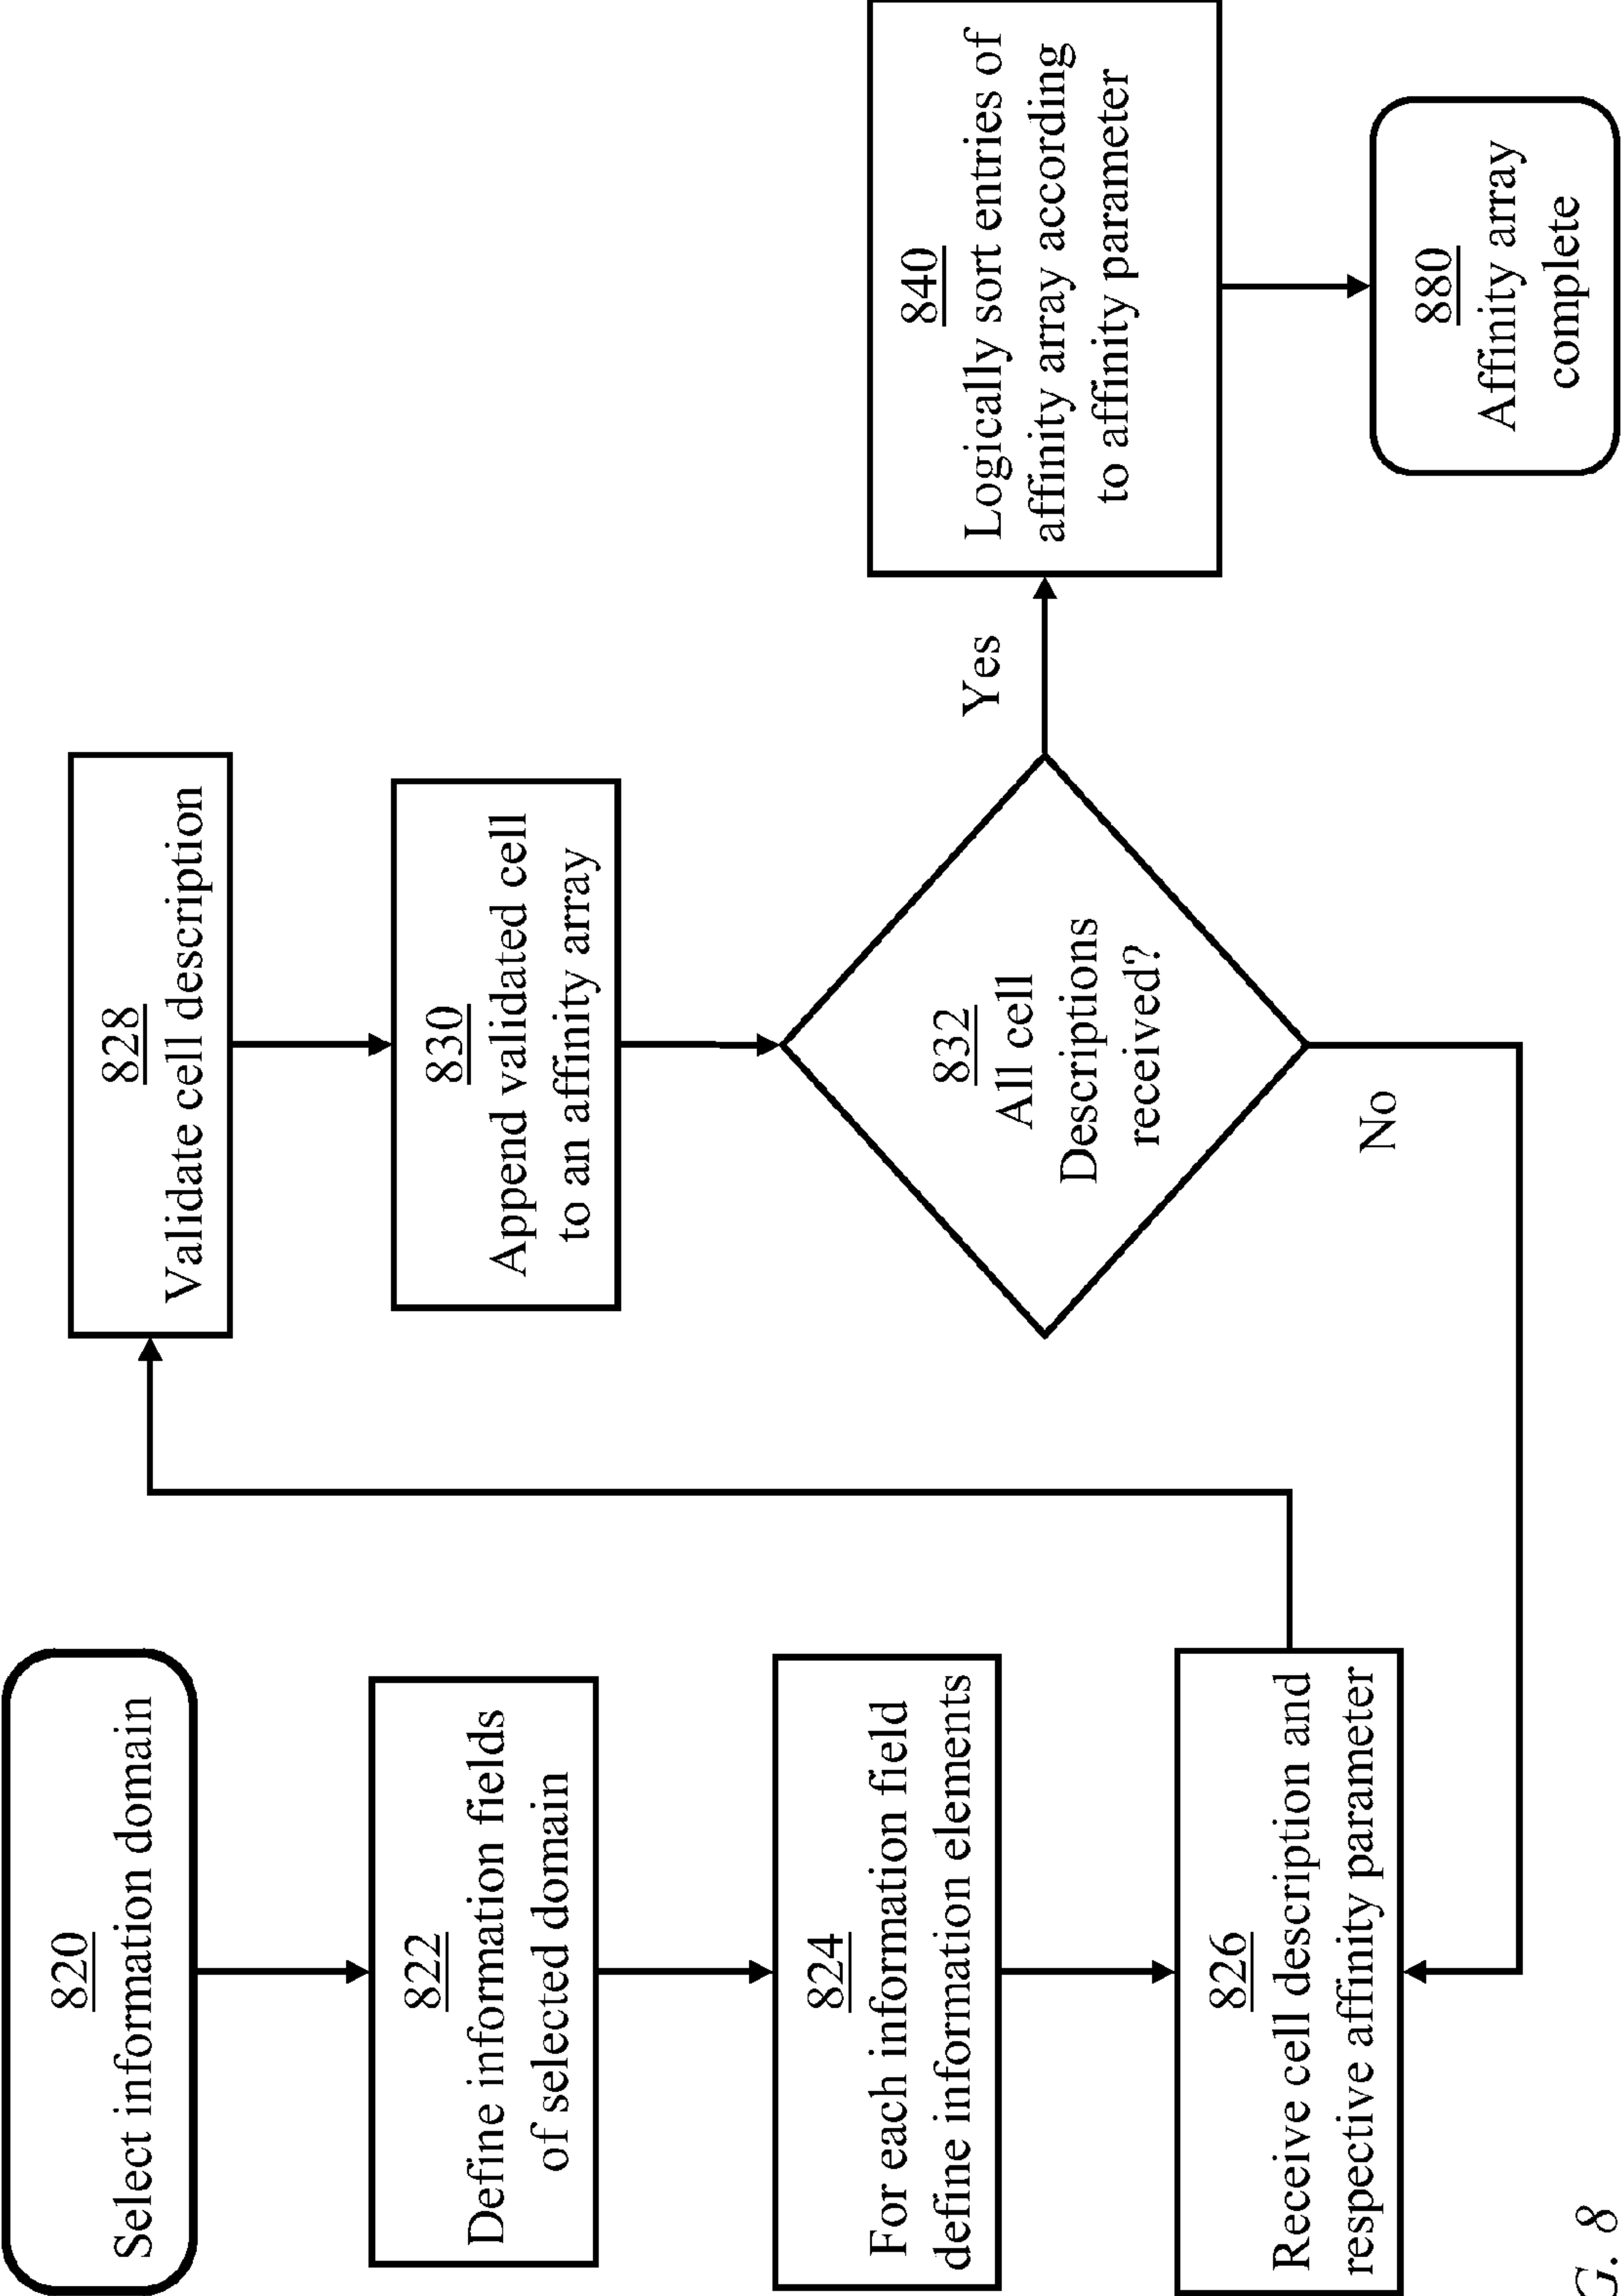 820
Select information domain
822
Define information fields
of selected domain
824
For each information field
define information elements
826
Receive cell description and
respective affinity parameter
828
Validate cell description
830
Append validated cell
to an affinity array
832
All cell
Descriptions
received?
Yes
No
840
Logically sort entries of
affinity array according
to affinity parameter
880
Affinity array
complete
G. 8